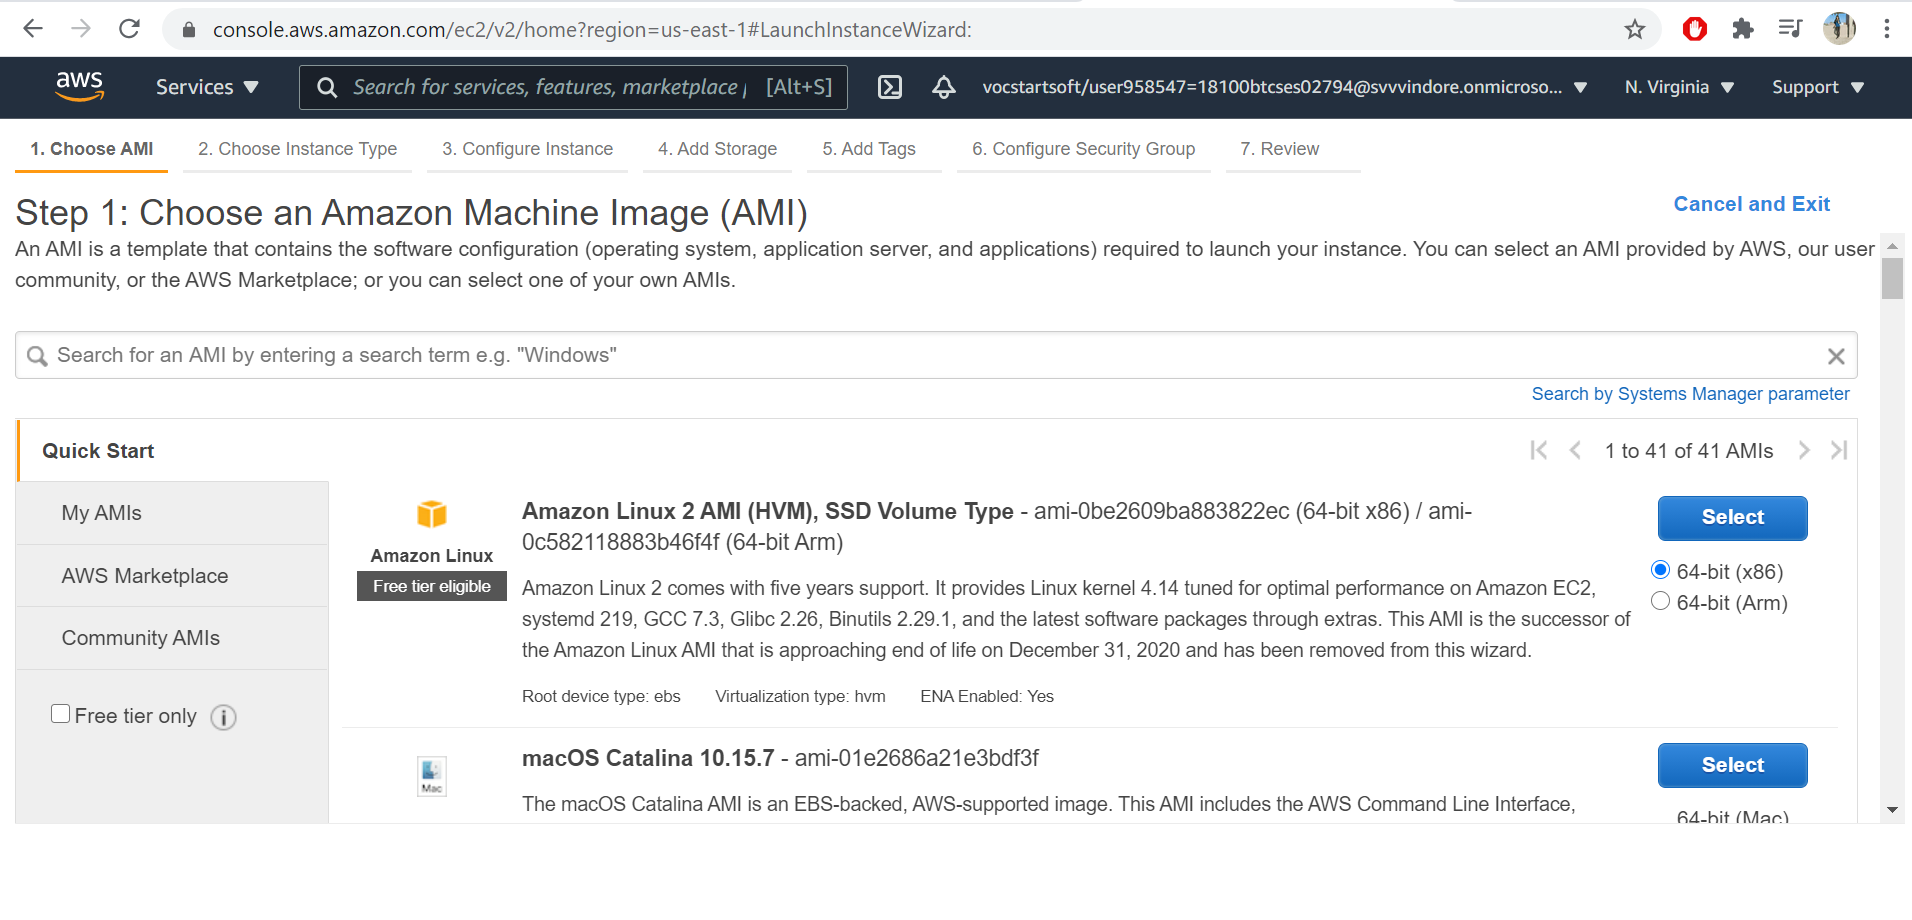 console.aws.amazon.com/ec2/v2/home?region=us-east-1#LaunchInstanceWizard:
aws Services Search for services, features, marketplace p [Alt+S] vocstartsoft/user958547=18100btcses02794@svvvindore.onmicroso... N. Virginia Support
1. Choose AMI 2. Choose Instance Type 3. Configure Instance 4. Add Storage 5. Add Tags 6. Configure Security Group 7. Review
Step 1: Choose an Amazon Machine Image (AMI)
Cancel and Exit
An AMI is a template that contains the software configuration (operating system, application server, and applications) required to launch your instance. You can select an AMI provided by AWS, our user
community, or the AWS Marketplace; or you can select one of your own AMIs.
Search for an AMI by entering a search term e.g. "Windows"
Search by Systems Manager parameter
Quick Start
1 to 41 of 41 AMIs
My AMIs
AWS Marketplace
Community AMIs
Free tier only
Amazon Linux
Free tier eligible
Amazon Linux 2 AMI (HVM), SSD Volume Type - ami-0be2609ba883822ec (64-bit x86) / ami-
0c582118883b46f4f (64-bit Arm)
Amazon Linux 2 comes with five years support. It provides Linux kernel 4.14 tuned for optimal performance on Amazon EC2,
systemd 219, GCC 7.3, Glibc 2.26, Binutils 2.29.1, and the latest software packages through extras. This AMI is the successor of
the Amazon Linux AMI that is approaching end of life on December 31, 2020 and has been removed from this wizard.
Root device type: ebs Virtualization type: hvm ENA Enabled: Yes
Select
64-bit (x86)
64-bit (Arm)
Mac
macOS Catalina 10.15.7 - ami-01e2686a21e3bdf3f
The macOS Catalina AMI is an EBS-backed, AWS-supported image. This AMI includes the AWS Command Line Interface,
Select
64-bit (Mac)